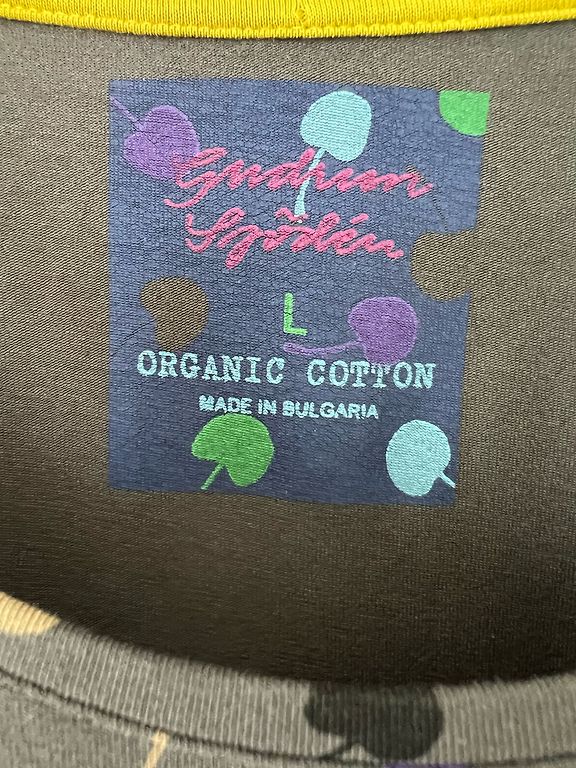 Gudrun
Sjödén
L
ORGANIC COTTON
MADE IN BULGARIA